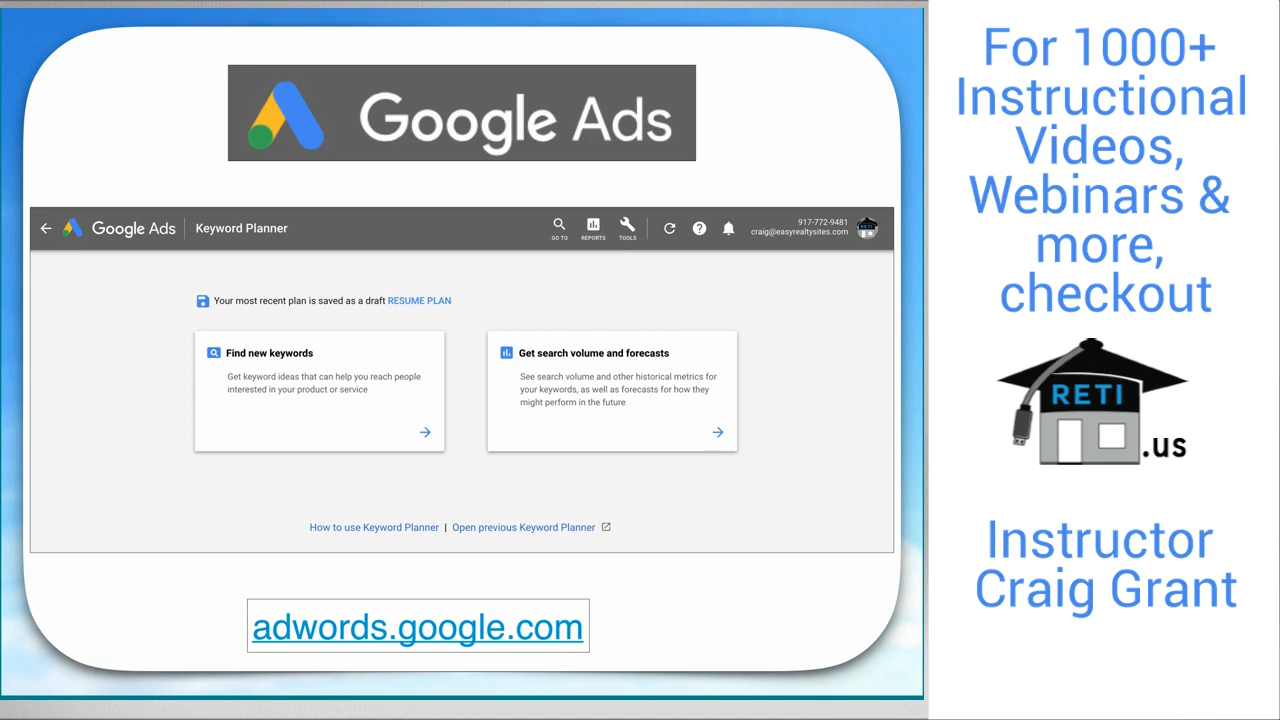 Google Ads
Google Ads
Keyword Planner
GO TO
REPORTS
TOOLS
917-772-9481
craig@easyrealtysites.com
Your most recent plan is saved as a draft RESUME PLAN
Find new keywords
Get keyword ideas that can help you reach people
interested in your product or service
Get search volume and forecasts
See search volume and other historical metrics for
your keywords, as well as forecasts for how they
might perform in the future
How to use Keyword Planner | Open previous Keyword Planner
adwords.google.com
For 1000+
Instructional
Videos,
Webinars &
more,
checkout
RETI
.us
Instructor
Craig Grant